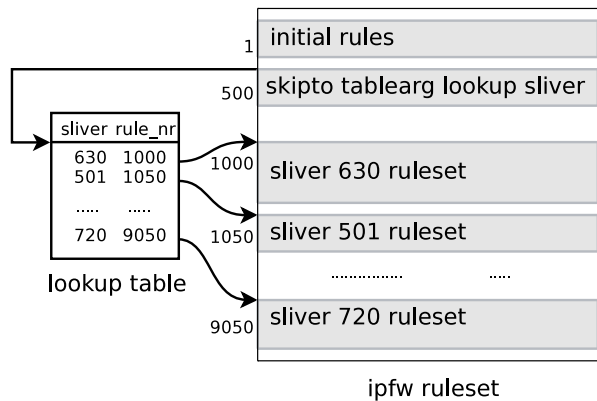 1
initial rules
500
skipto tablearg lookup sliver
sliver rule_nr
630 1000
501 1050
..... .....
720 9050
lookup table
1000
sliver 630 ruleset
1050
sliver 501 ruleset
................. .....
9050
sliver 720 ruleset
ipfw ruleset